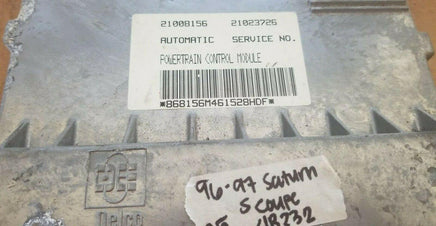 21008156 21023726
AUTOMATIC SERVICE NO.
POWERTRAIN CONTROL MODULE
*868156M461528HDF*
Delco
96-97 Saturn
S Coupe